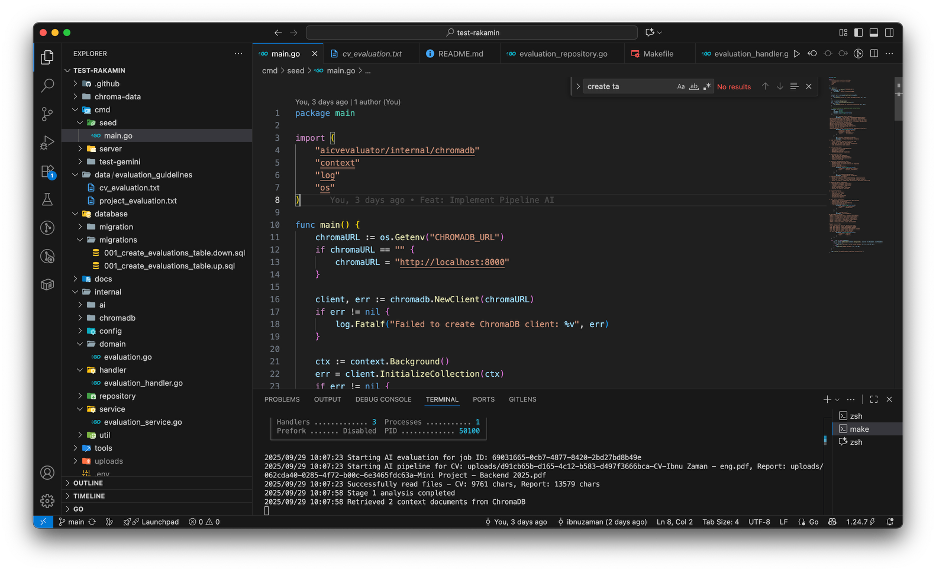 test-rakamin
EXPLORER
TEST-RAKAMIN
.github
chroma-data
cmd
seed
main.go
server
test-gemini
data/evaluation_guidelines
cv_evaluation.txt
project_evaluation.txt
database
migration
migrations
001_create_evaluations_table.down.sql
001_create_evaluations_table.up.sql
docs
internal
ai
chromadb
config
domain
evaluation.go
handler
evaluation_handler.go
repository
service
evaluation_service.go
util
tools
uploads
.env
OUTLINE
TIMELINE
GO
main.go
cv_evaluation.txt
README.md
evaluation_repository.go
Makefile
evaluation_handler.g
cmd > seed > main.go > ...
create ta
Aa ab .*
No results
You, 3 days ago | 1 author (You)
1 package main
2
3 import (
4 "aicvevaluator/internal/chromadb"
5 "context"
6 "log"
7 "os"
8 ) You, 3 days ago • Feat: Implement Pipeline AI
9
10 func main() {
11 chromaURL := os.Getenv("CHROMADB_URL")
12 if chromaURL == "" {
13 chromaURL = "http://localhost:8000"
14 }
15
16 client, err := chromadb.NewClient(chromaURL)
17 if err != nil {
18 log.Fatalf("Failed to create ChromaDB client: %v", err)
19 }
20
21 ctx := context.Background()
22 err = client.InitializeCollection(ctx)
23 if err != nil {
PROBLEMS OUTPUT DEBUG CONSOLE TERMINAL PORTS GITLENS
Handlers ............. 3 Processes ........... 1
Prefork ....... Disabled PID ............. 50100
2025/09/29 10:07:23 Starting AI evaluation for job ID: 69031665-0cb7-4877-8420-2bd27bd8b49e
2025/09/29 10:07:23 Starting AI pipeline for CV: uploads/d91cb65b-d165-4c12-b583-d497f3666bca-CV-Ibnu Zaman - eng.pdf, Report: uploads/
062cda40-0285-4f72-b00c-6e3465fdc63a-Mini Project - Backend 2025.pdf
2025/09/29 10:07:23 Successfully read files - CV: 9761 chars, Report: 13579 chars
2025/09/29 10:07:58 Stage 1 analysis completed
2025/09/29 10:07:58 Retrieved 2 context documents from ChromaDB
zsh
make
zsh
1
main Launchpad 0 0 You, 3 days ago ibnuzaman (2 days ago) Ln 8, Col 2 Tab Size: 4 UTF-8 LF Go 1.24.7